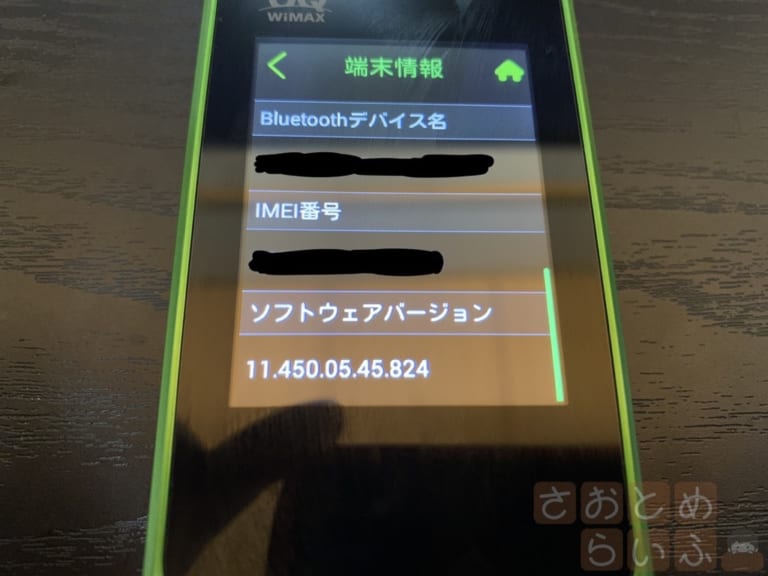 UQ
WiMAX
端末情報
Bluetoothデバイス名
IMEI番号
ソフトウェアバージョン
11.450.05.45.824
さおとめ
らいふ